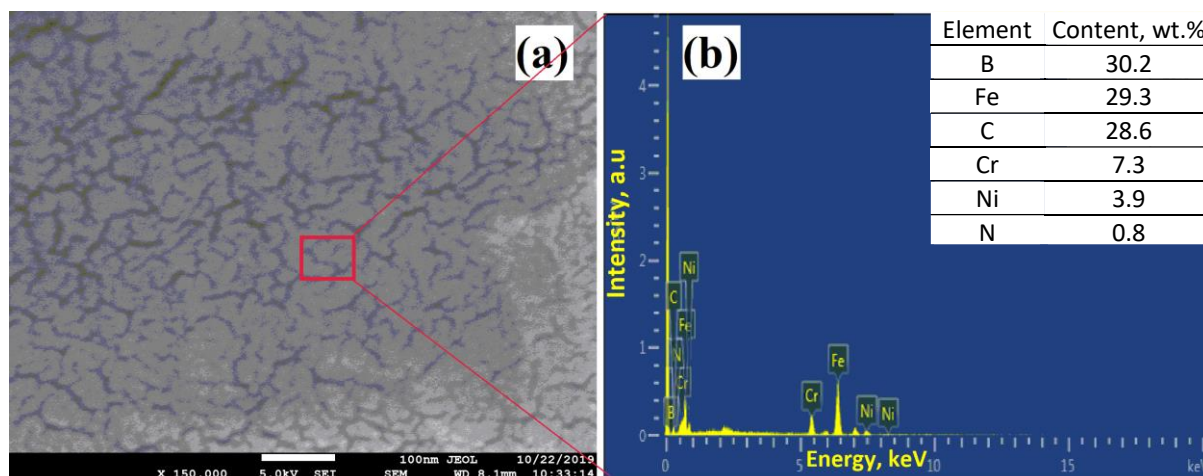 (a)
100nm JEOL 10/22/2019
X 150,000 5.0kV SEI SEM WD 8.1mm 10:33:14
(b)
Intensity, a.u
4
3
2
1
0
Ni
C
Fe
N
Cr
B
Cr
Fe
Ni
Ni
0 5 10 15
Energy, keV
Element Content, wt.%
B 30.2
Fe 29.3
C 28.6
Cr 7.3
Ni 3.9
N 0.8